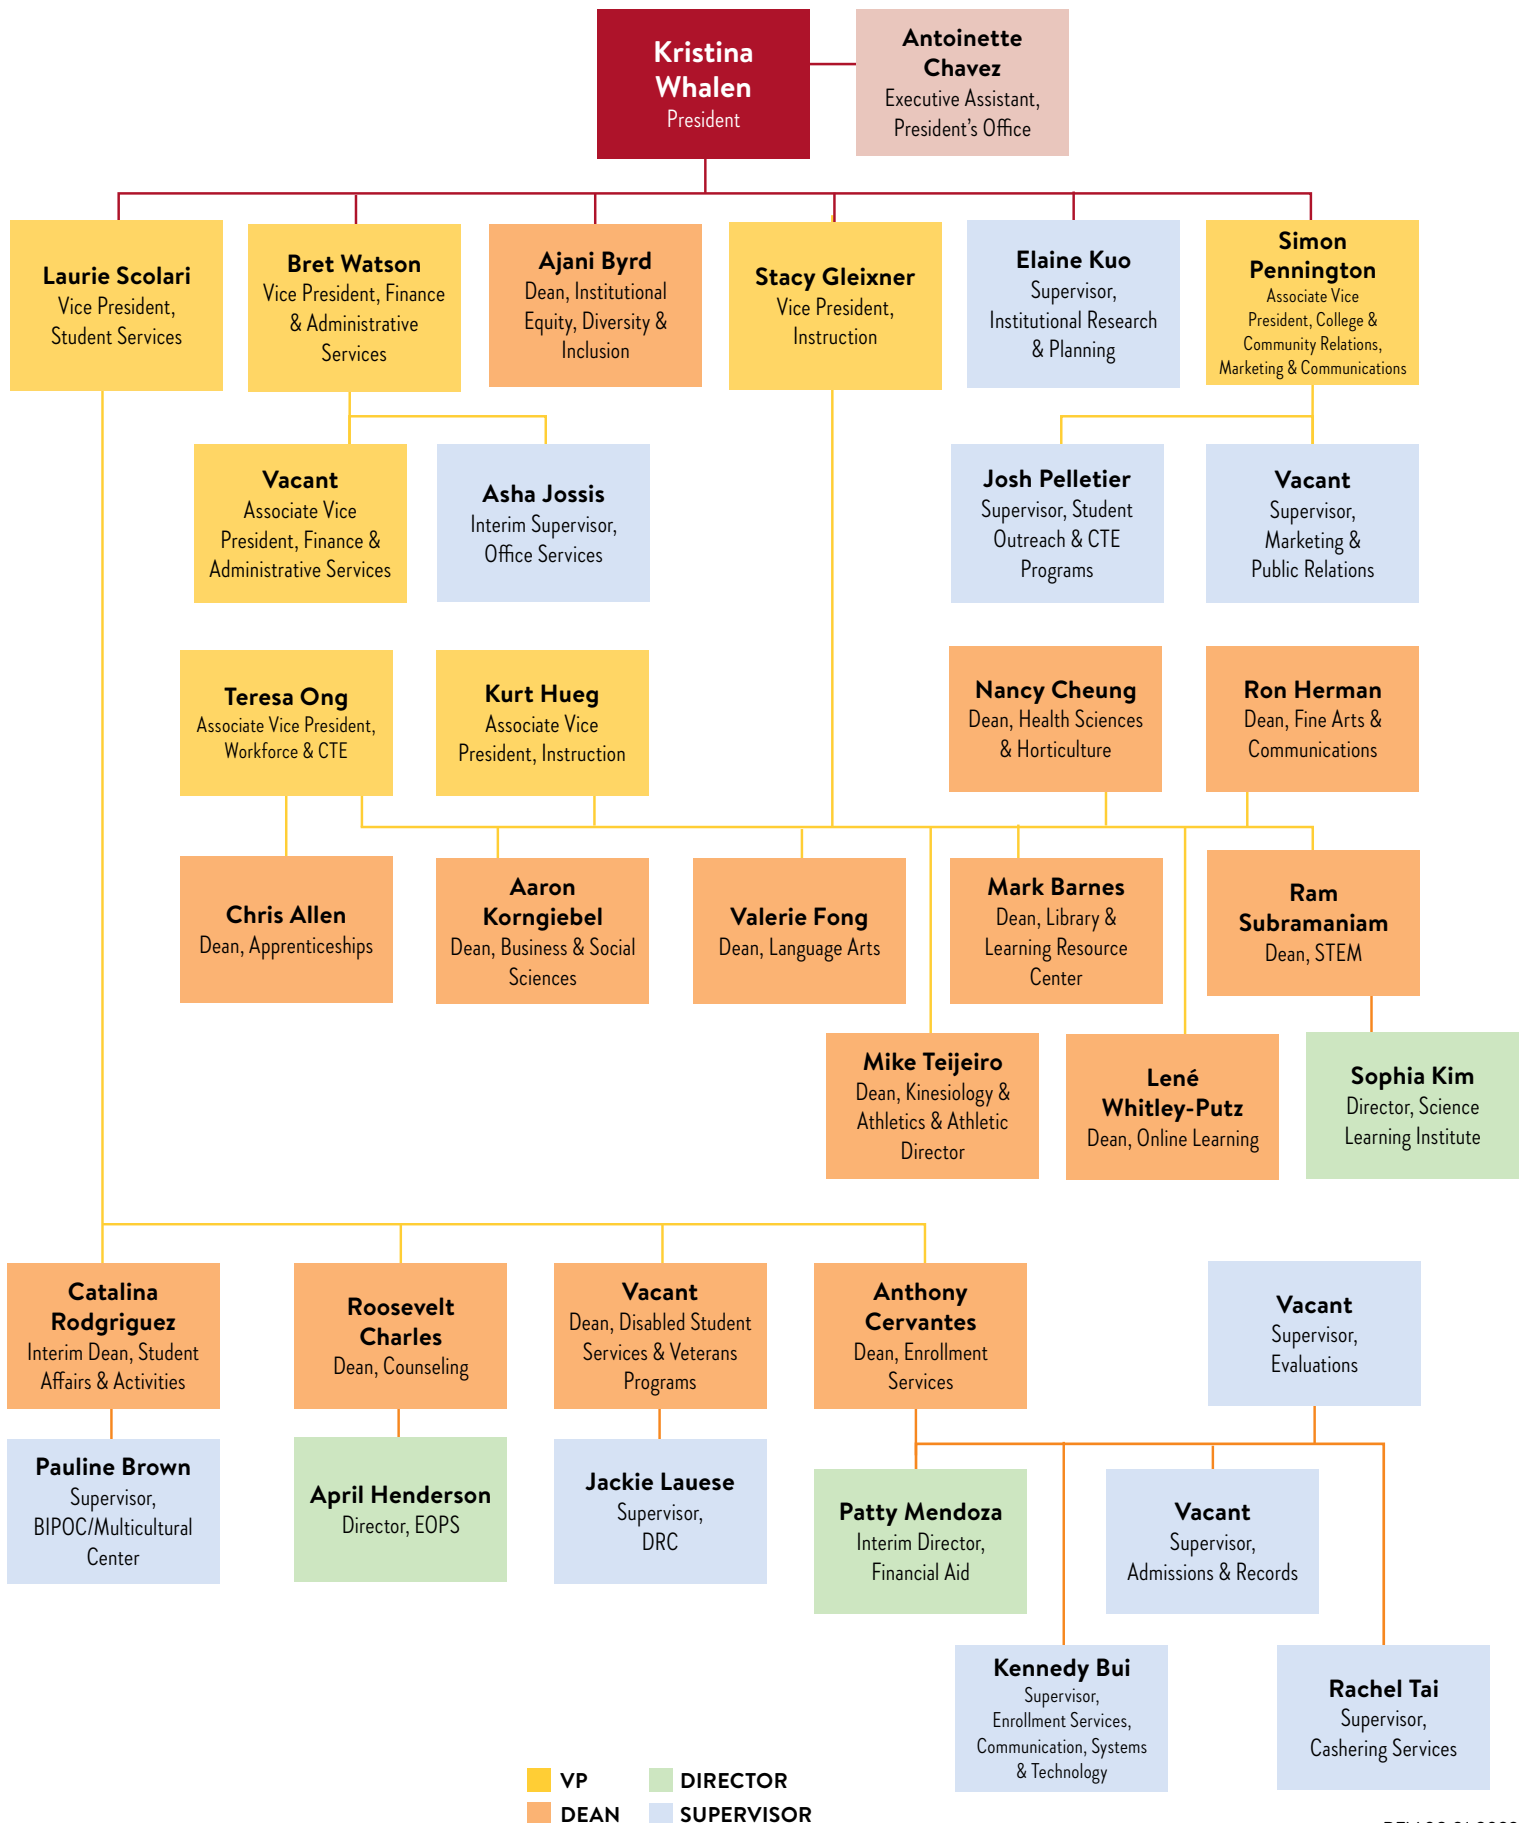 Kristina
Whalen
President
Antoinette
Chavez
Executive Assistant,
President's Office
Laurie Scolari
Vice President,
Student Services
Bret Watson
Vice President, Finance
& Administrative
Services
Ajani Byrd
Dean, Institutional
Equity, Diversity &
Inclusion
Stacy Gleixner
Vice President,
Instruction
Elaine Kuo
Supervisor,
Institutional Research
& Planning
Simon
Pennington
Associate Vice
President, College &
Community Relations,
Marketing & Communications
Vacant
Associate Vice
President, Finance &
Administrative Services
Asha Jossis
Interim Supervisor,
Office Services
Josh Pelletier
Supervisor, Student
Outreach & CTE
Programs
Vacant
Supervisor,
Marketing &
Public Relations
Teresa Ong
Associate Vice President,
Workforce & CTE
Kurt Hueg
Associate Vice
President, Instruction
Nancy Cheung
Dean, Health Sciences
& Horticulture
Ron Herman
Dean, Fine Arts &
Communications
Chris Allen
Dean, Apprenticeships
Aaron
Korngiebel
Dean, Business & Social
Sciences
Valerie Fong
Dean, Language Arts
Mark Barnes
Dean, Library &
Learning Resource
Center
Ram
Subramaniam
Dean, STEM
Mike Teijeiro
Dean, Kinesiology &
Athletics & Athletic
Director
Lené
Whitley-Putz
Dean, Online Learning
Sophia Kim
Director, Science
Learning Institute
Catalina
Rodgriguez
Interim Dean, Student
Affairs & Activities
Roosevelt
Charles
Dean, Counseling
Vacant
Dean, Disabled Student
Services & Veterans
Programs
Anthony
Cervantes
Dean, Enrollment
Services
Vacant
Supervisor,
Evaluations
Pauline Brown
Supervisor,
BIPOC/Multicultural
Center
April Henderson
Director, EOPS
Jackie Lauese
Supervisor,
DRC
Patty Mendoza
Interim Director,
Financial Aid
Vacant
Supervisor,
Admissions & Records
Kennedy Bui
Supervisor,
Enrollment Services,
Communication, Systems
& Technology
Rachel Tai
Supervisor,
Cashering Services
VP
DIRECTOR
DEAN
SUPERVISOR